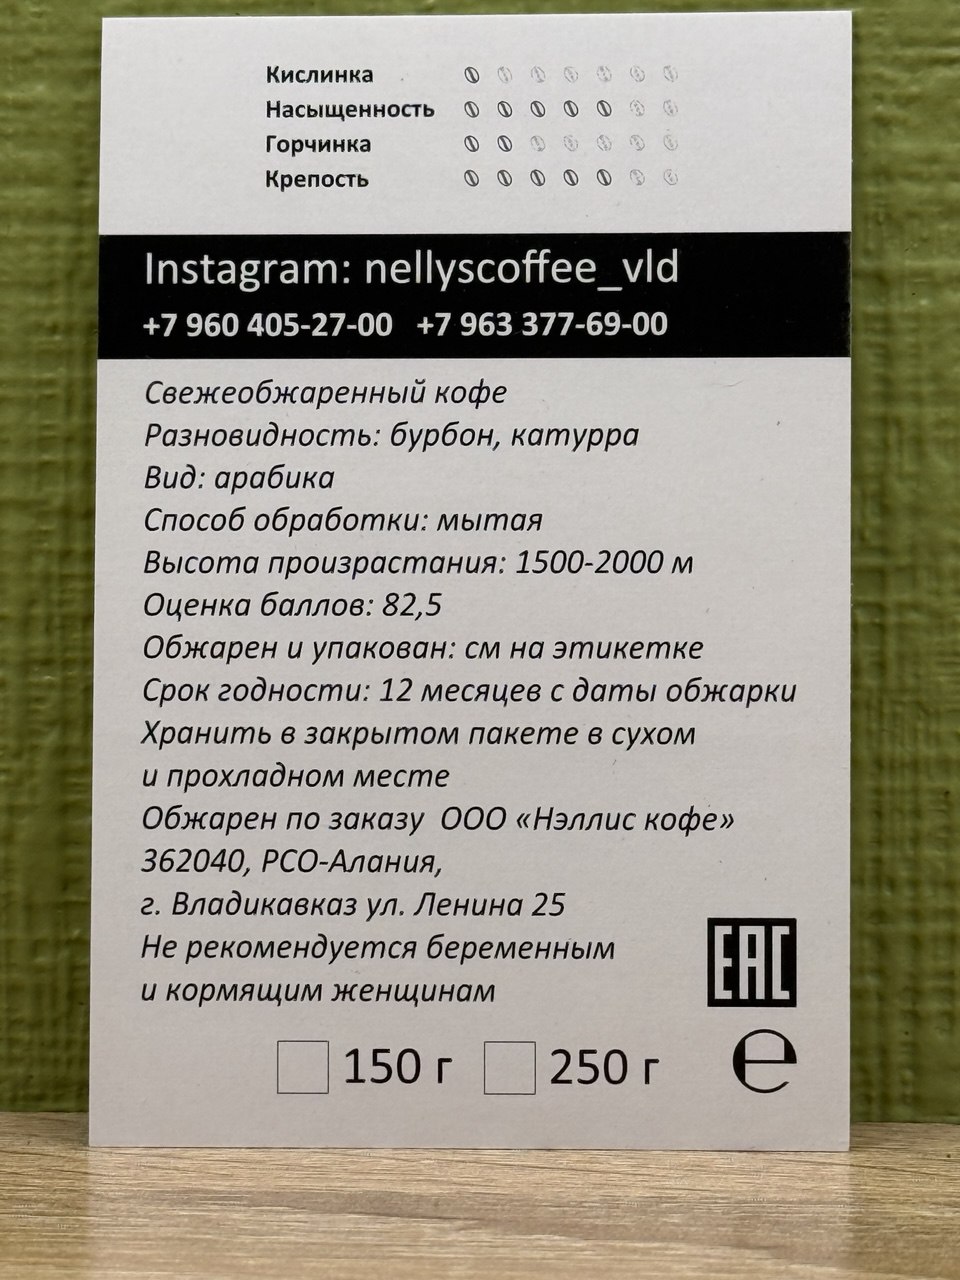 Кислинка
Насыщенность
Горчинка
Крепость
Instagram: nellyscoffee_vld
+7 960 405-27-00 +7 963 377-69-00
Свежеобжаренный кофе
Разновидность: бурбон, катурра
Вид: арабика
Способ обработки: мытая
Высота произрастания: 1500-2000 м
Оценка баллов: 82,5
Обжарен и упакован: см на этикетке
Срок годности: 12 месяцев с даты обжарки
Хранить в закрытом пакете в сухом
и прохладном месте
Обжарен по заказу ООО «Нэллис кофе»
362040, РСО-Алания,
г. Владикавказ ул. Ленина 25
Не рекомендуется беременным
и кормящим женщинам
EAC
150 г 250 г ℮